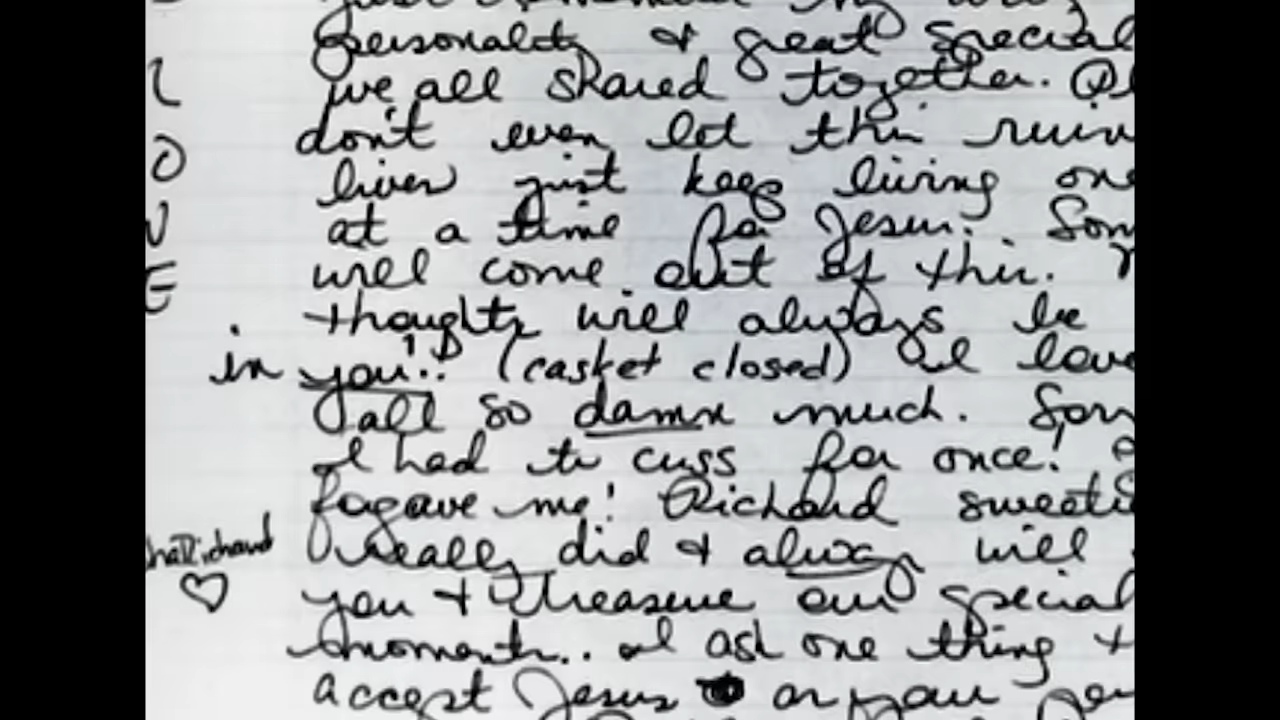 personality & great special
we all shared together.
don't even let this ruin
lives just keep living one
at a time for Jesus.
will come out of this.
thoughts will always be
in you!! (casket closed) I love
all so damn much.
I had to cuss for once!
forgave me! Richard sweeti
I really did & always will
you & treasure our special
moments.. I ask one thing
accept Jesus as your
L
O
V
E
Richard